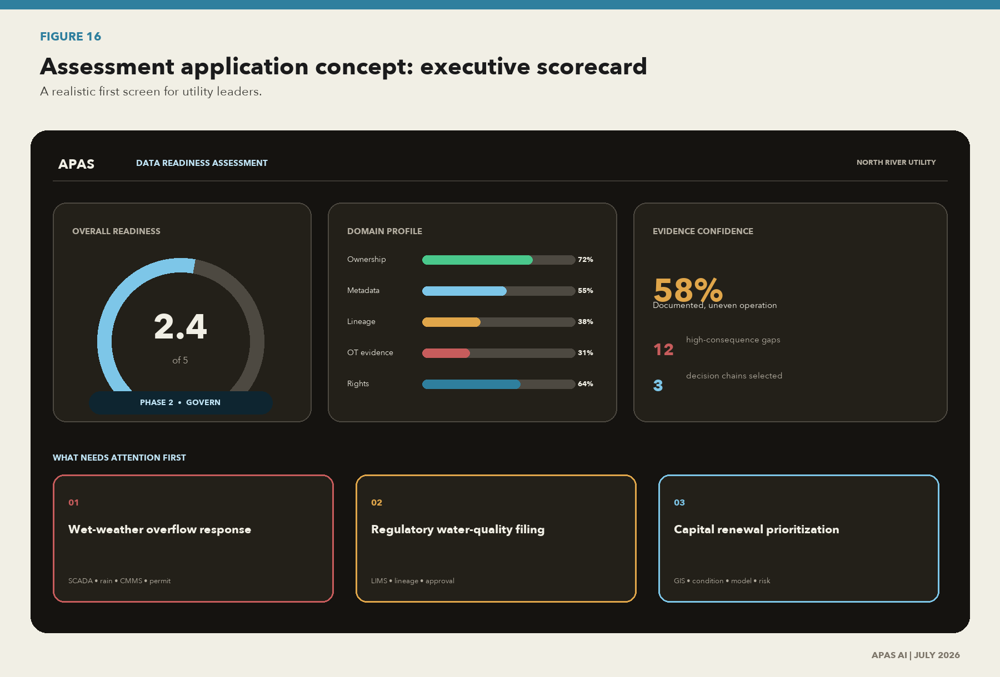 FIGURE 16
Assessment application concept: executive scorecard
A realistic first screen for utility leaders.
APAS
DATA READINESS ASSESSMENT
NORTH RIVER UTILITY
OVERALL READINESS
2.4
of 5
PHASE 2 • GOVERN
DOMAIN PROFILE
Ownership 72%
Metadata 55%
Lineage 38%
OT evidence 31%
Rights 64%
EVIDENCE CONFIDENCE
58%
Documented, uneven operation
12 high-consequence gaps
3 decision chains selected
WHAT NEEDS ATTENTION FIRST
01
Wet-weather overflow response
SCADA • rain • CMMS • permit
02
Regulatory water-quality filing
LIMS • lineage • approval
03
Capital renewal prioritization
GIS • condition • model • risk
APAS AI | JULY 2026